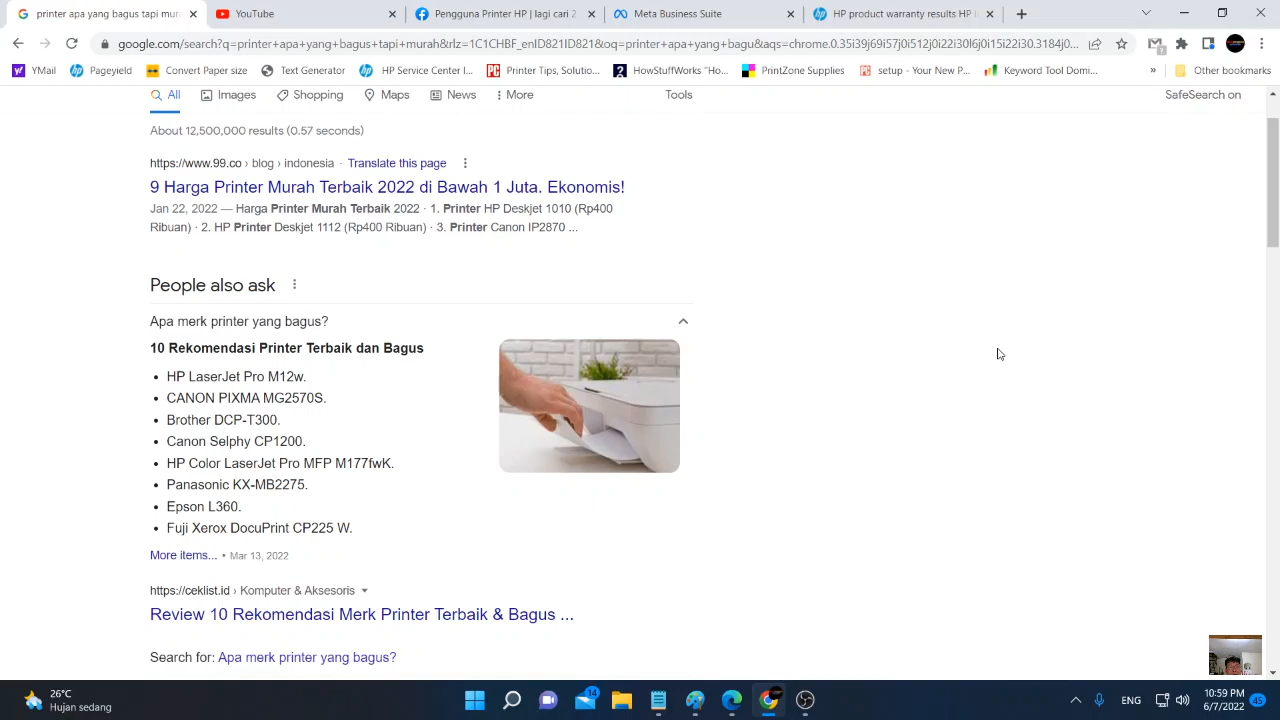 printer apa yang bagus tapi mura
YouTube
Pengguna Printer HP | lagi cari 2
Meta Business Suite
HP product warranty results HP
google.com/search?q=printer+apa+yang+bagus+tapi+murah&rlz=1C1CHBF_enID821ID821&oq=printer+apa+yang+bagu&aqs=chrome.0.35i39j69i57j0i512j0i22i30l5j0i15i22i30.3184j0...
YMail
Pageyield
Convert Paper size
Text Generator
HP Service Center I...
Printer Tips, Soluto...
HowStuffWorks "Ho...
PrintZone Supplies
setup - Your New P...
Keyword Tool Domi...
»
Other bookmarks
All
Images
Shopping
Maps
News
More
Tools
SafeSearch on
About 12,500,000 results (0.57 seconds)
https://www.99.co › blog › indonesia · Translate this page
9 Harga Printer Murah Terbaik 2022 di Bawah 1 Juta. Ekonomis!
Jan 22, 2022 — Harga Printer Murah Terbaik 2022 · 1. Printer HP Deskjet 1010 (Rp400
Ribuan) · 2. HP Printer Deskjet 1112 (Rp400 Ribuan) · 3. Printer Canon IP2870 ...
People also ask
Apa merk printer yang bagus?
10 Rekomendasi Printer Terbaik dan Bagus
• HP LaserJet Pro M12w.
• CANON PIXMA MG2570S.
• Brother DCP-T300.
• Canon Selphy CP1200.
• HP Color LaserJet Pro MFP M177fwK.
• Panasonic KX-MB2275.
• Epson L360.
• Fuji Xerox DocuPrint CP225 W.
More items... • Mar 13, 2022
https://ceklist.id › Komputer & Aksesoris
Review 10 Rekomendasi Merk Printer Terbaik & Bagus ...
Search for: Apa merk printer yang bagus?
26°C
Hujan sedang
14
ENG
10:59 PM
6/7/2022
45